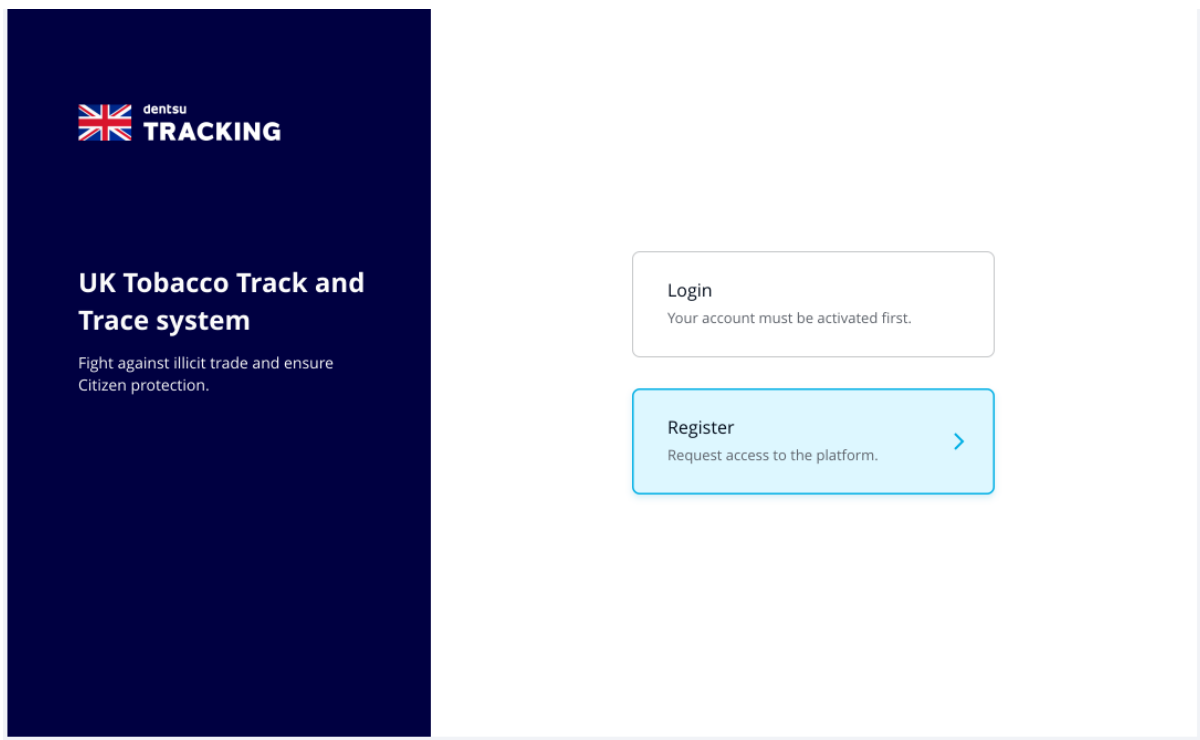 dentsu
TRACKING
UK Tobacco Track and
Trace system
Fight against illicit trade and ensure
Citizen protection.
Login
Your account must be activated first.
Register
Request access to the platform.